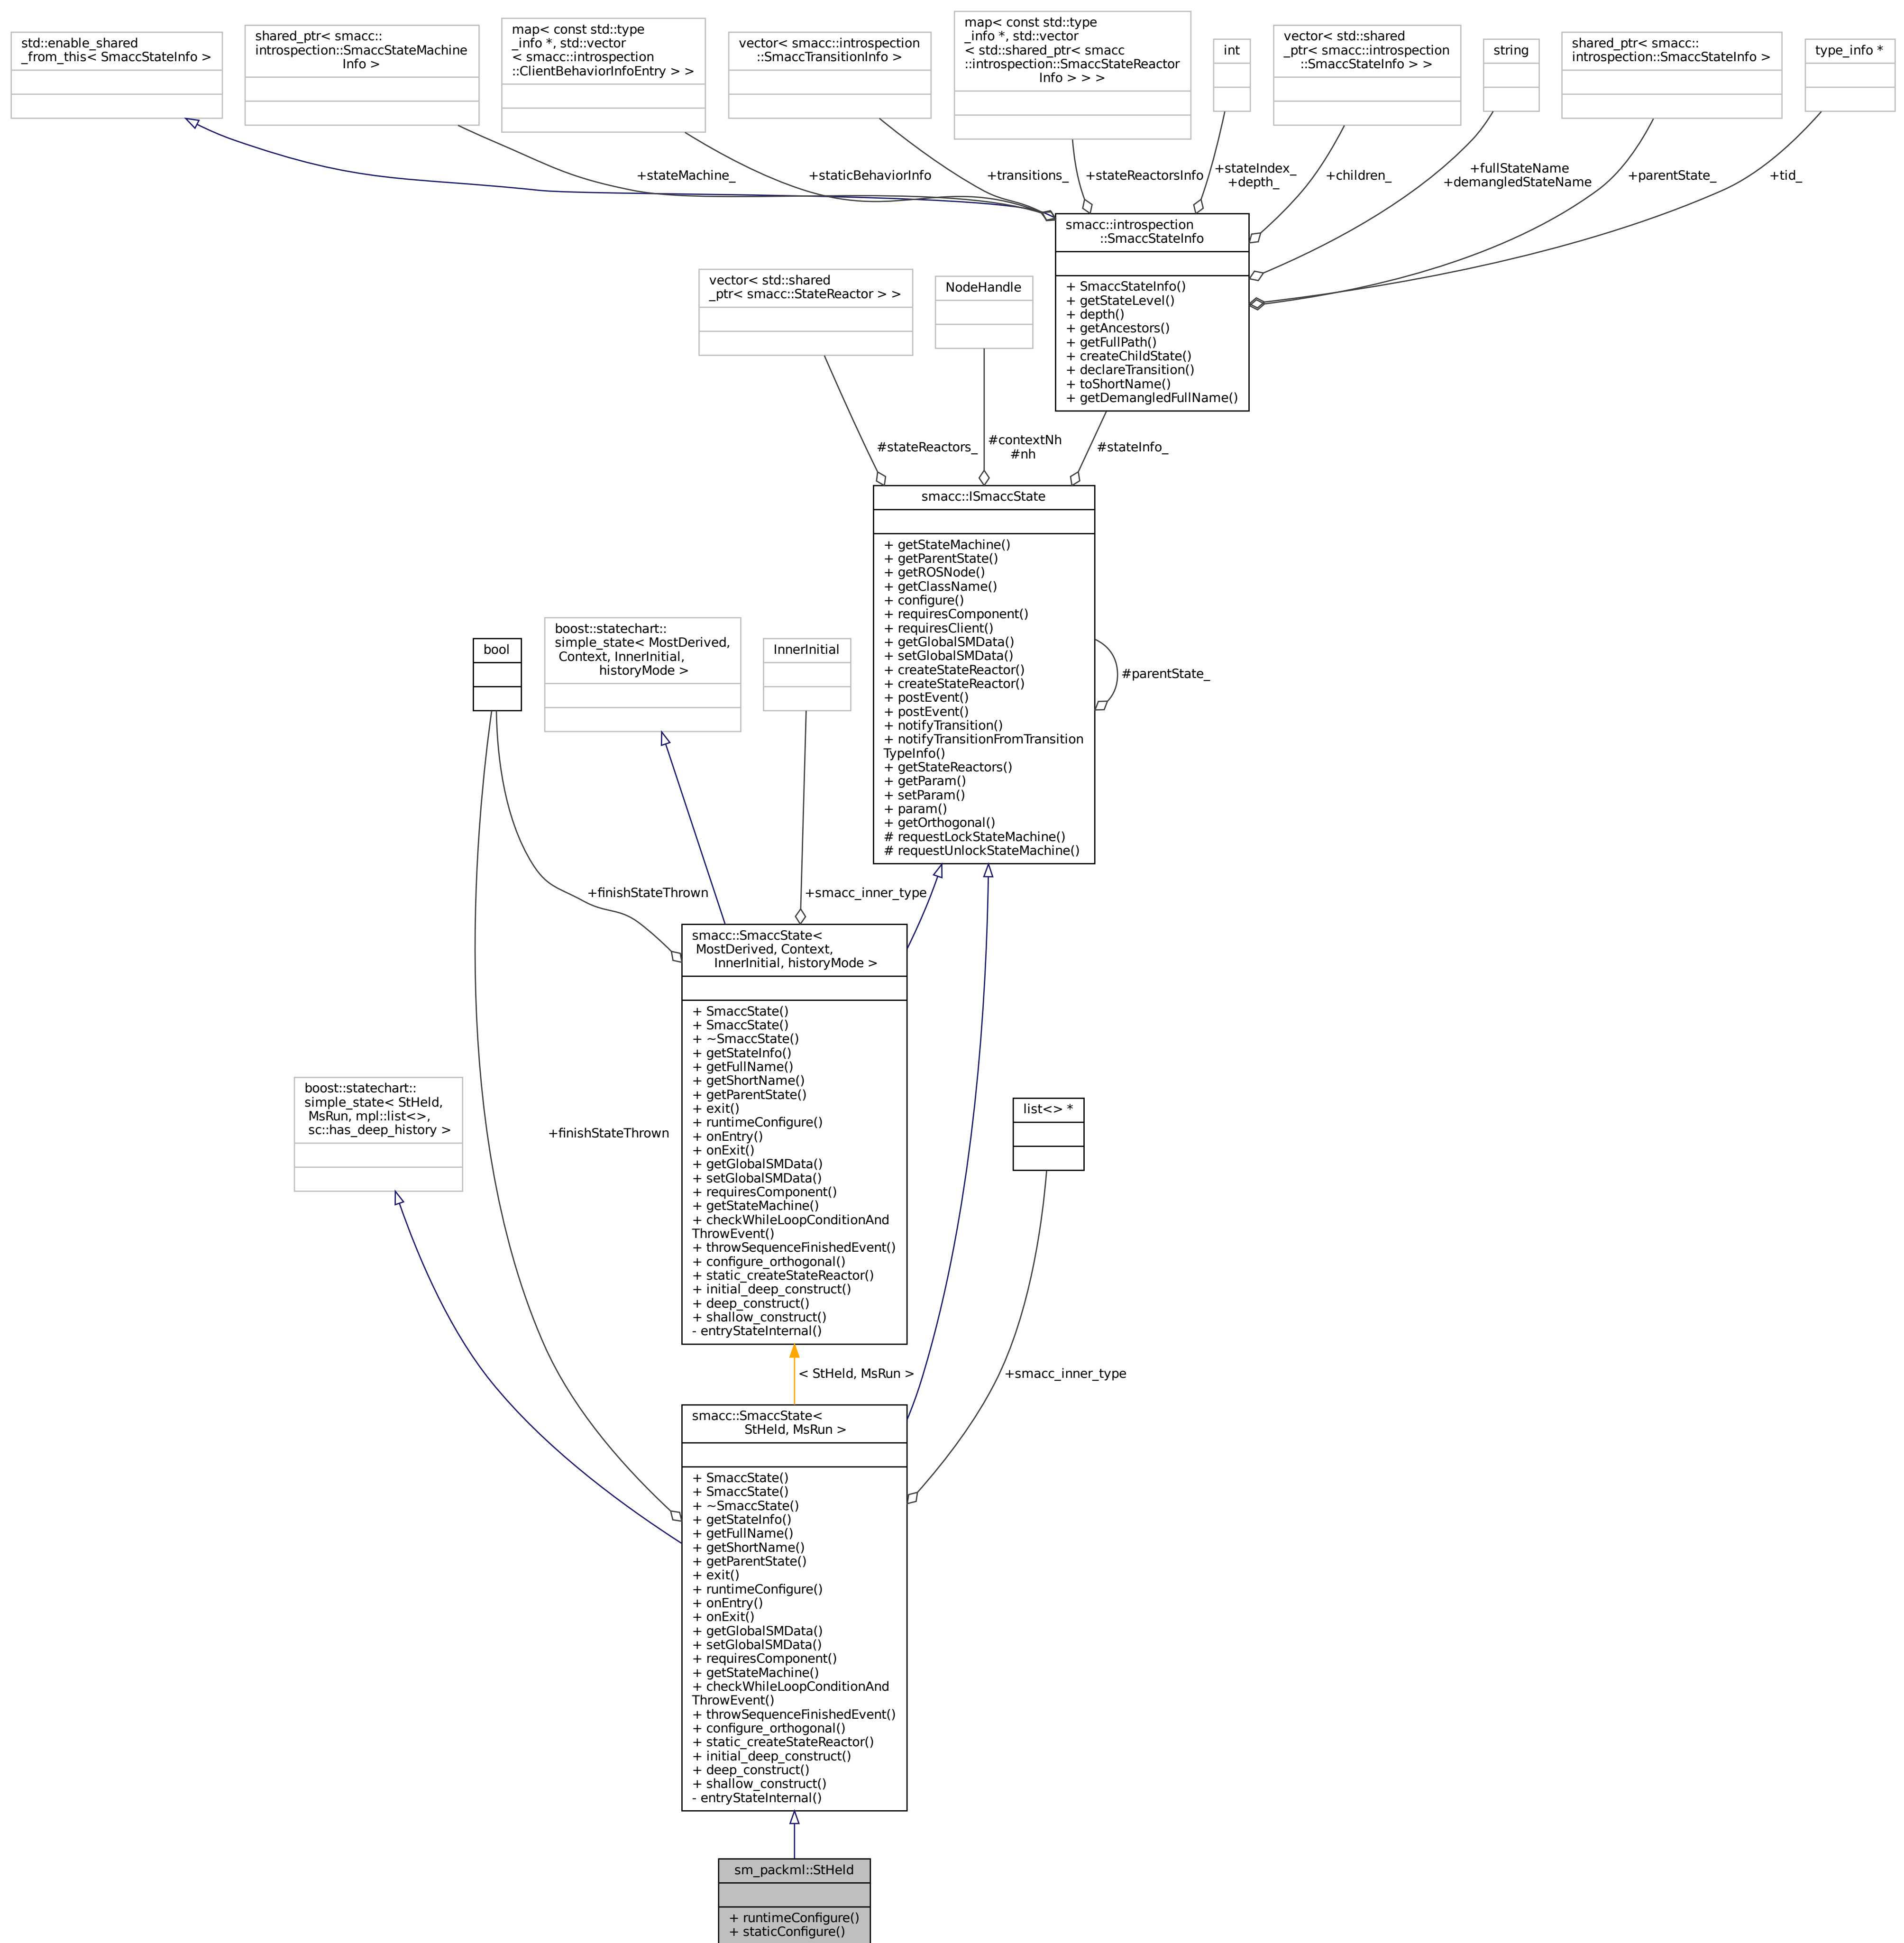 std::enable_shared
_from_this< SmaccStateInfo >
shared_ptr< smacc::
introspection::SmaccStateMachine
Info >
map< const std::type
_info *, std::vector
< smacc::introspection
::ClientBehaviorInfoEntry > >
vector< smacc::introspection
::SmaccTransitionInfo >
map< const std::type
_info *, std::vector
< std::shared_ptr< smacc
::introspection::SmaccStateReactor
Info > > >
int
vector< std::shared
_ptr< smacc::introspection
::SmaccStateInfo > >
string
shared_ptr< smacc::
introspection::SmaccStateInfo >
type_info *
+stateMachine_
+staticBehaviorInfo
+transitions_
+stateReactorsInfo
+stateIndex_
+depth_
+children_
+fullStateName
+demangledStateName
+parentState_
+tid_
smacc::introspection
::SmaccStateInfo
+ SmaccStateInfo()
+ getStateLevel()
+ depth()
+ getAncestors()
+ getFullPath()
+ createChildState()
+ declareTransition()
+ toShortName()
+ getDemangledFullName()
vector< std::shared
_ptr< smacc::StateReactor > >
NodeHandle
#stateReactors_
#contextNh
#nh
#stateInfo_
smacc::ISmaccState
+ getStateMachine()
+ getParentState()
+ getROSNode()
+ getClassName()
+ configure()
+ requiresComponent()
+ requiresClient()
+ getGlobalSMData()
+ setGlobalSMData()
+ createStateReactor()
+ createStateReactor()
+ postEvent()
+ postEvent()
+ notifyTransition()
+ notifyTransitionFromTransition
TypeInfo()
+ getStateReactors()
+ getParam()
+ setParam()
+ param()
+ getOrthogonal()
# requestLockStateMachine()
# requestUnlockStateMachine()
#parentState_
bool
boost::statechart::
simple_state< MostDerived,
Context, InnerInitial,
historyMode >
InnerInitial
+finishStateThrown
+smacc_inner_type
smacc::SmaccState<
MostDerived, Context,
InnerInitial, historyMode >
+ SmaccState()
+ SmaccState()
+ ~SmaccState()
+ getStateInfo()
+ getFullName()
+ getShortName()
+ getParentState()
+ exit()
+ runtimeConfigure()
+ onEntry()
+ onExit()
+ getGlobalSMData()
+ setGlobalSMData()
+ requiresComponent()
+ getStateMachine()
+ checkWhileLoopConditionAnd
ThrowEvent()
+ throwSequenceFinishedEvent()
+ configure_orthogonal()
+ static_createStateReactor()
+ initial_deep_construct()
+ deep_construct()
+ shallow_construct()
- entryStateInternal()
boost::statechart::
simple_state< StHeld,
MsRun, mpl::list<>,
sc::has_deep_history >
+finishStateThrown
list<> *
< StHeld, MsRun >
+smacc_inner_type
smacc::SmaccState<
StHeld, MsRun >
+ SmaccState()
+ SmaccState()
+ ~SmaccState()
+ getStateInfo()
+ getFullName()
+ getShortName()
+ getParentState()
+ exit()
+ runtimeConfigure()
+ onEntry()
+ onExit()
+ getGlobalSMData()
+ setGlobalSMData()
+ requiresComponent()
+ getStateMachine()
+ checkWhileLoopConditionAnd
ThrowEvent()
+ throwSequenceFinishedEvent()
+ configure_orthogonal()
+ static_createStateReactor()
+ initial_deep_construct()
+ deep_construct()
+ shallow_construct()
- entryStateInternal()
sm_packml::StHeld
+ runtimeConfigure()
+ staticConfigure()